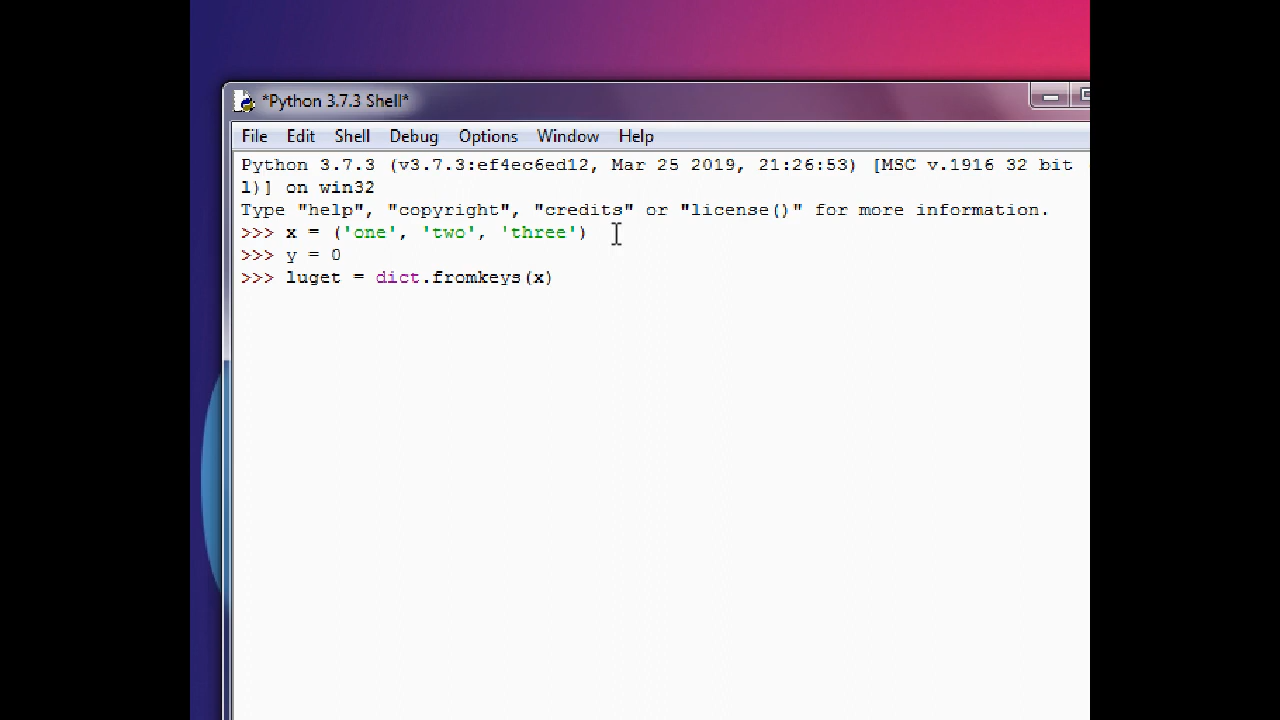 *Python 3.7.3 Shell*
File Edit Shell Debug Options Window Help
Python 3.7.3 (v3.7.3:ef4ec6ed12, Mar 25 2019, 21:26:53) [MSC v.1916 32 bit
l)] on win32
Type "help", "copyright", "credits" or "license()" for more information.
>>> x = ('one', 'two', 'three')
>>> y = 0
>>> luget = dict.fromkeys(x)